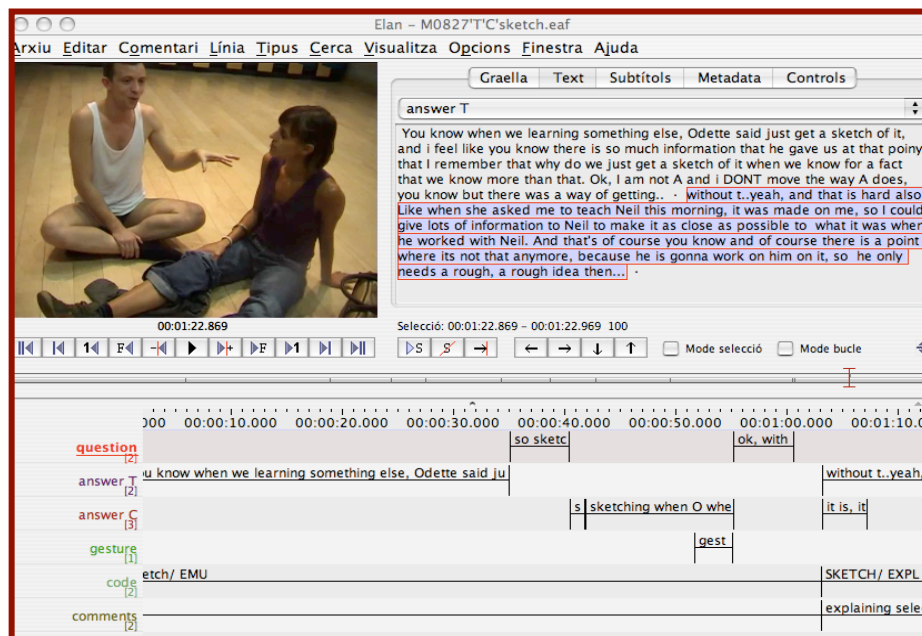 Elan – M0827'T'C'sketch.eaf
Arxiu Editar Comentari Línia Tipus Cerca Visualitza Opcions Finestra Ajuda
Graella Text Subtítols Metadata Controls
answer T
You know when we learning something else, Odette said just get a sketch of it,
and i feel like you know there is so much information that he gave us at that poiny
that I remember that why do we just get a sketch of it when we know for a fact
that we know more than that. Ok, I am not A and i DONT move the way A does,
you know but there was a way of getting.. · without t..yeah, and that is hard also
Like when she asked me to teach Neil this morning, it was made on me, so I could
give lots of information to Neil to make it as close as possible to what it was when
he worked with Neil. And that's of course you know and of course there is a point
where its not that anymore, because he is gonna work on him on it, so he only
needs a rough, a rough idea then... ·
00:01:22.869
Selecció: 00:01:22.869 – 00:01:22.969 100
1 F F 1 S S Mode selecció Mode bucle
000 00:00:10.000 00:00:20.000 00:00:30.000 00:00:40.000 00:00:50.000 00:01:00.000 00:01:10.
question [2] so sketc ok, with
answer T [2] u know when we learning something else, Odette said ju without t..yeah,
answer C [3] s sketching when O whe it is, it
gesture [1] gest
code [2] etch/ EMU SKETCH/ EXPL
comments [2] explaining sele